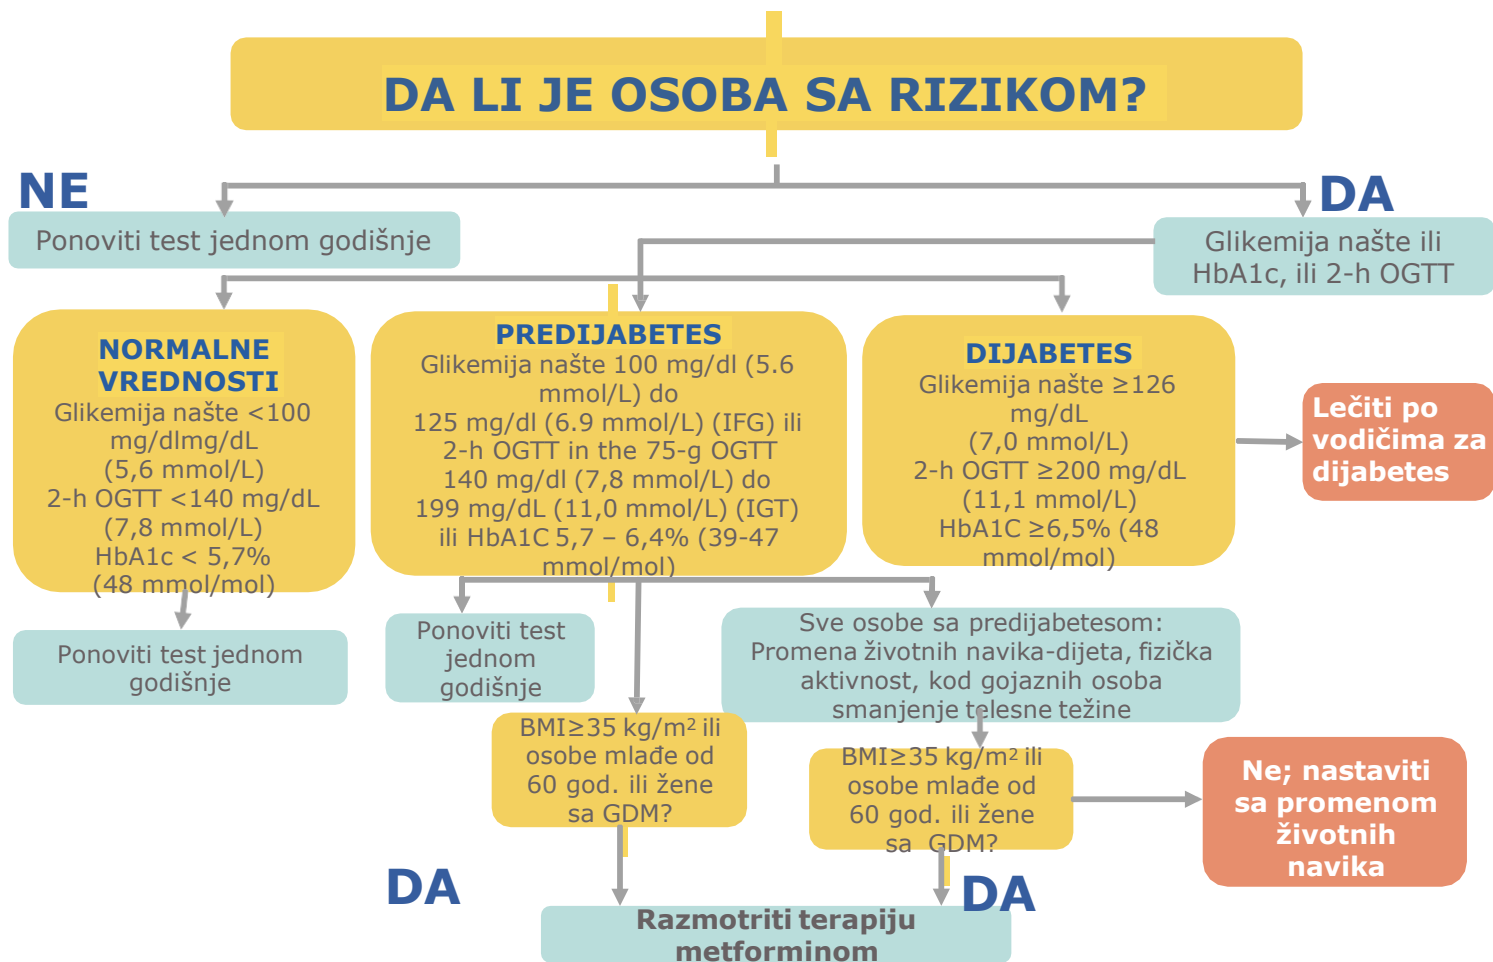 DA LI JE OSOBA SA RIZIKOM?
NE
DA
Ponoviti test jednom godišnje
Glikemija našte ili
HbA1c, ili 2-h OGTT
NORMALNE
VREDNOSTI
Glikemija našte <100
mg/dlmg/dL
(5,6 mmol/L)
2-h OGTT <140 mg/dL
(7,8 mmol/L)
HbA1c < 5,7%
(48 mmol/mol)
PREDIJABETES
Glikemija našte 100 mg/dl (5.6
mmol/L) do
125 mg/dl (6.9 mmol/L) (IFG) ili
2-h OGTT in the 75-g OGTT
140 mg/dl (7,8 mmol/L) do
199 mg/dL (11,0 mmol/L) (IGT)
ili HbA1C 5,7 – 6,4% (39-47
mmol/mol)
DIJABETES
Glikemija našte ≥126
mg/dL
(7,0 mmol/L)
2-h OGTT ≥200 mg/dL
(11,1 mmol/L)
HbA1C ≥6,5% (48
mmol/mol)
Lečiti po
vodičima za
dijabetes
Ponoviti test jednom
godišnje
Ponoviti test
jednom
godišnje
Sve osobe sa predijabetesom:
Promena životnih navika-dijeta, fizička
aktivnost, kod gojaznih osoba
smanjenje telesne težine
BMI≥35 kg/m² ili
osobe mlađe od
60 god. ili žene
sa GDM?
BMI≥35 kg/m² ili
osobe mlađe od
60 god. ili žene
sa GDM?
Ne; nastaviti
sa promenom
životnih
navika
DA
DA
Razmotriti terapiju
metforminom